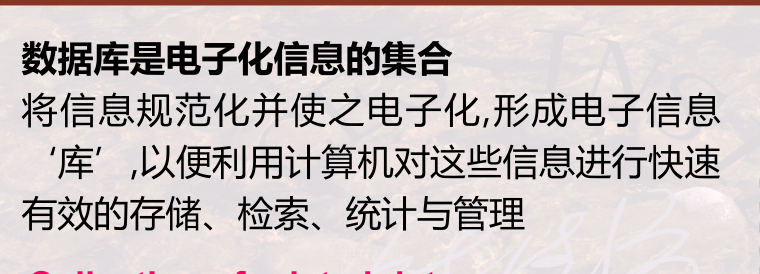 数据库是电子化信息的集合
将信息规范化并使之电子化,形成电子信息
‘库’,以便利用计算机对这些信息进行快速
有效的存储、检索、统计与管理